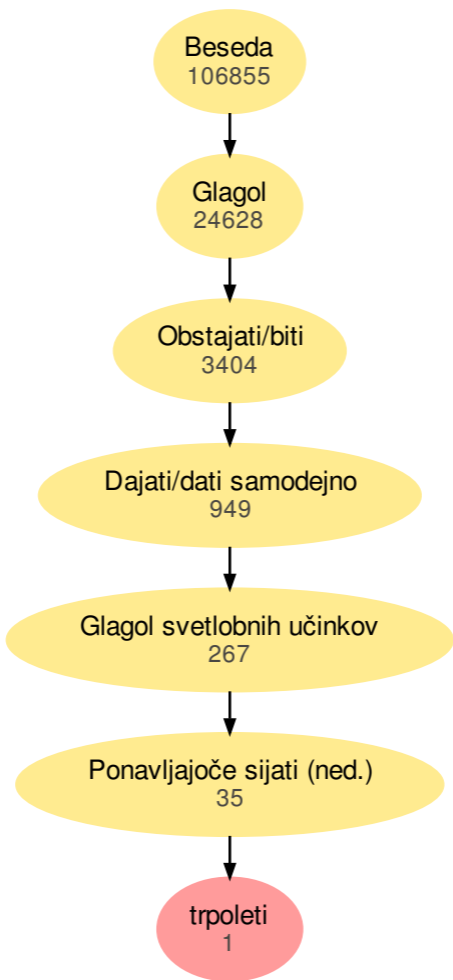 Beseda
106855
Glagol
24628
Obstajati/biti
3404
Dajati/dati samodejno
949
Glagol svetlobnih učinkov
267
Ponavljajoče sijati (ned.)
35
trpoleti
1